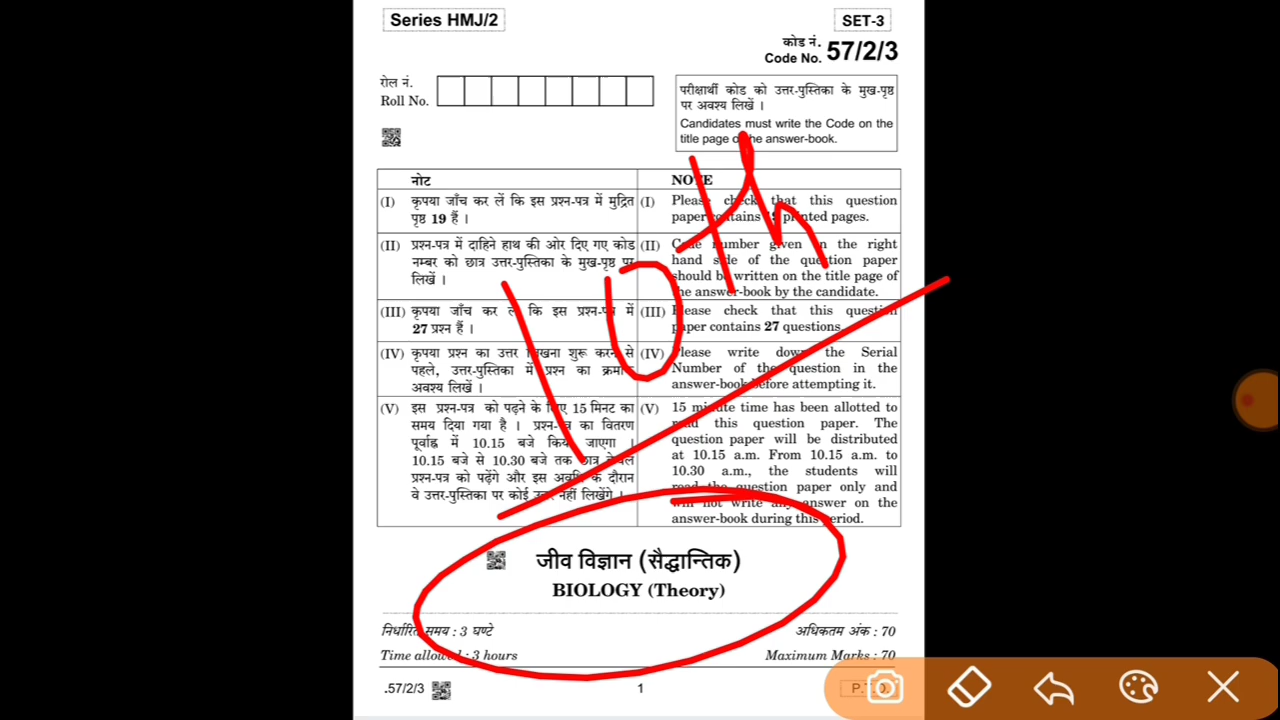 Series HMJ/2
SET-3
कोड नं.
Code No. 57/2/3
रोल नं.
Roll No.
परीक्षार्थी कोड को उत्तर-पुस्तिका के मुख-पृष्ठ
पर अवश्य लिखें ।
Candidates must write the Code on the
title page of the answer-book.
नोट
(I) कृपया जाँच कर लें कि इस प्रश्न-पत्र में मुद्रित
पृष्ठ 19 हैं ।
(II) प्रश्न-पत्र में दाहिने हाथ की ओर दिए गए कोड
नम्बर को छात्र उत्तर-पुस्तिका के मुख-पृष्ठ पर
लिखें ।
(III) कृपया जाँच कर लें कि इस प्रश्न-पत्र में
27 प्रश्न हैं ।
(IV) कृपया प्रश्न का उत्तर लिखना शुरू करने से
पहले, उत्तर-पुस्तिका में प्रश्न का क्रमांक
अवश्य लिखें ।
(V) इस प्रश्न-पत्र को पढ़ने के लिए 15 मिनट का
समय दिया गया है । प्रश्न-पत्र का वितरण
पूर्वाह्न में 10.15 बजे किया जाएगा ।
10.15 बजे से 10.30 बजे तक छात्र केवल
प्रश्न-पत्र को पढ़ेंगे और इस अवधि के दौरान
वे उत्तर-पुस्तिका पर कोई उत्तर नहीं लिखेंगे ।
NOTE
(I) Please check that this question
paper contains 19 printed pages.
(II) Code number given on the right
hand side of the question paper
should be written on the title page of
the answer-book by the candidate.
(III) Please check that this question
paper contains 27 questions.
(IV) Please write down the Serial
Number of the question in the
answer-book before attempting it.
(V) 15 minute time has been allotted to
read this question paper. The
question paper will be distributed
at 10.15 a.m. From 10.15 a.m. to
10.30 a.m., the students will
read the question paper only and
will not write any answer on the
answer-book during this period.
10th
जीव विज्ञान (सैद्धान्तिक)
BIOLOGY (Theory)
निर्धारित समय : 3 घण्टे
अधिकतम अंक : 70
Time allowed : 3 hours
Maximum Marks : 70
.57/2/3
1
P.T.O.